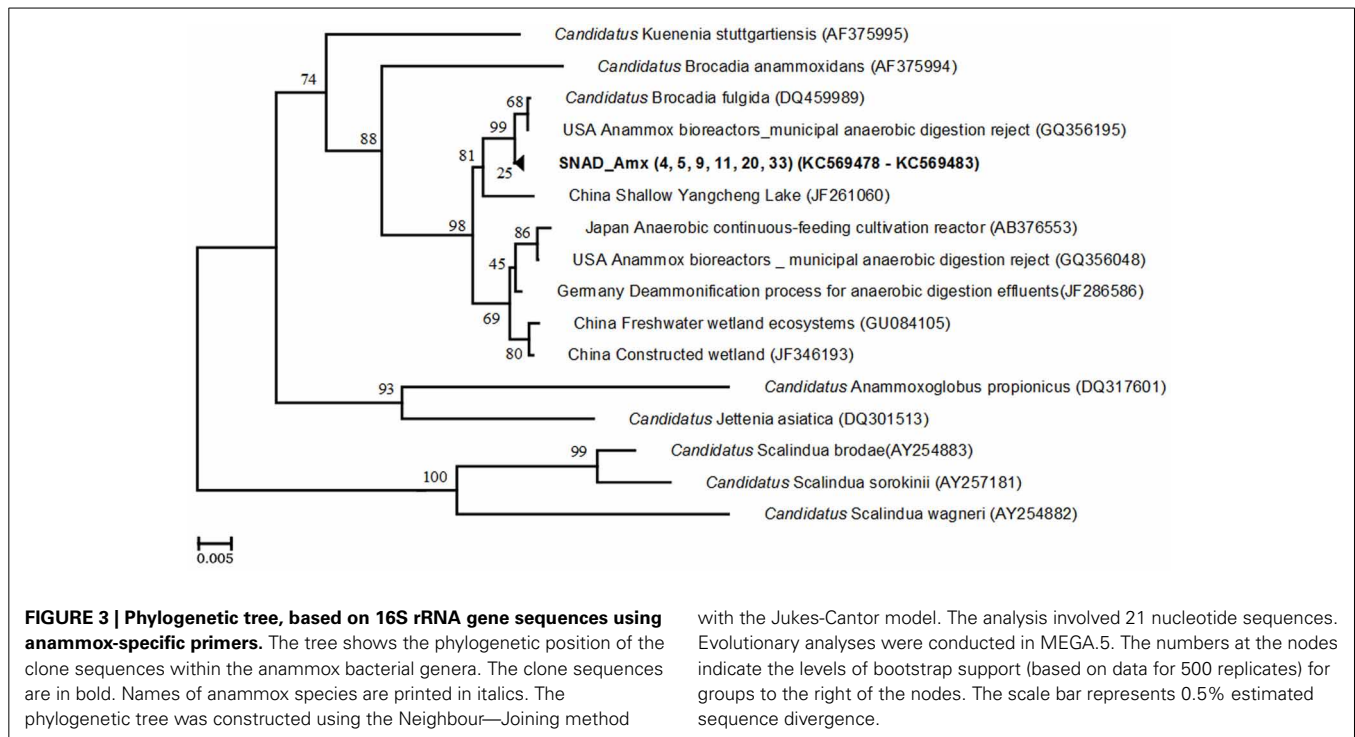 Candidatus Kuenenia stuttgartiensis (AF375995)
74
Candidatus Brocadia anammoxidans (AF375994)
68
Candidatus Brocadia fulgida (DQ459989)
99
USA Anammox bioreactors_municipal anaerobic digestion reject (GQ356195)
88
81
25
SNAD_Amx (4, 5, 9, 11, 20, 33) (KC569478 - KC569483)
China Shallow Yangcheng Lake (JF261060)
98
86
Japan Anaerobic continuous-feeding cultivation reactor (AB376553)
45
USA Anammox bioreactors _ municipal anaerobic digestion reject (GQ356048)
Germany Deammonification process for anaerobic digestion effluents(JF286586)
69
China Freshwater wetland ecosystems (GU084105)
80
China Constructed wetland (JF346193)
93
Candidatus Anammoxoglobus propionicus (DQ317601)
Candidatus Jettenia asiatica (DQ301513)
99
Candidatus Scalindua brodae(AY254883)
100
Candidatus Scalindua sorokinii (AY257181)
Candidatus Scalindua wagneri (AY254882)
0.005
FIGURE 3 | Phylogenetic tree, based on 16S rRNA gene sequences using
anammox-specific primers. The tree shows the phylogenetic position of the
clone sequences within the anammox bacterial genera. The clone sequences
are in bold. Names of anammox species are printed in italics. The
phylogenetic tree was constructed using the Neighbour—Joining method
with the Jukes-Cantor model. The analysis involved 21 nucleotide sequences.
Evolutionary analyses were conducted in MEGA.5. The numbers at the nodes
indicate the levels of bootstrap support (based on data for 500 replicates) for
groups to the right of the nodes. The scale bar represents 0.5% estimated
sequence divergence.